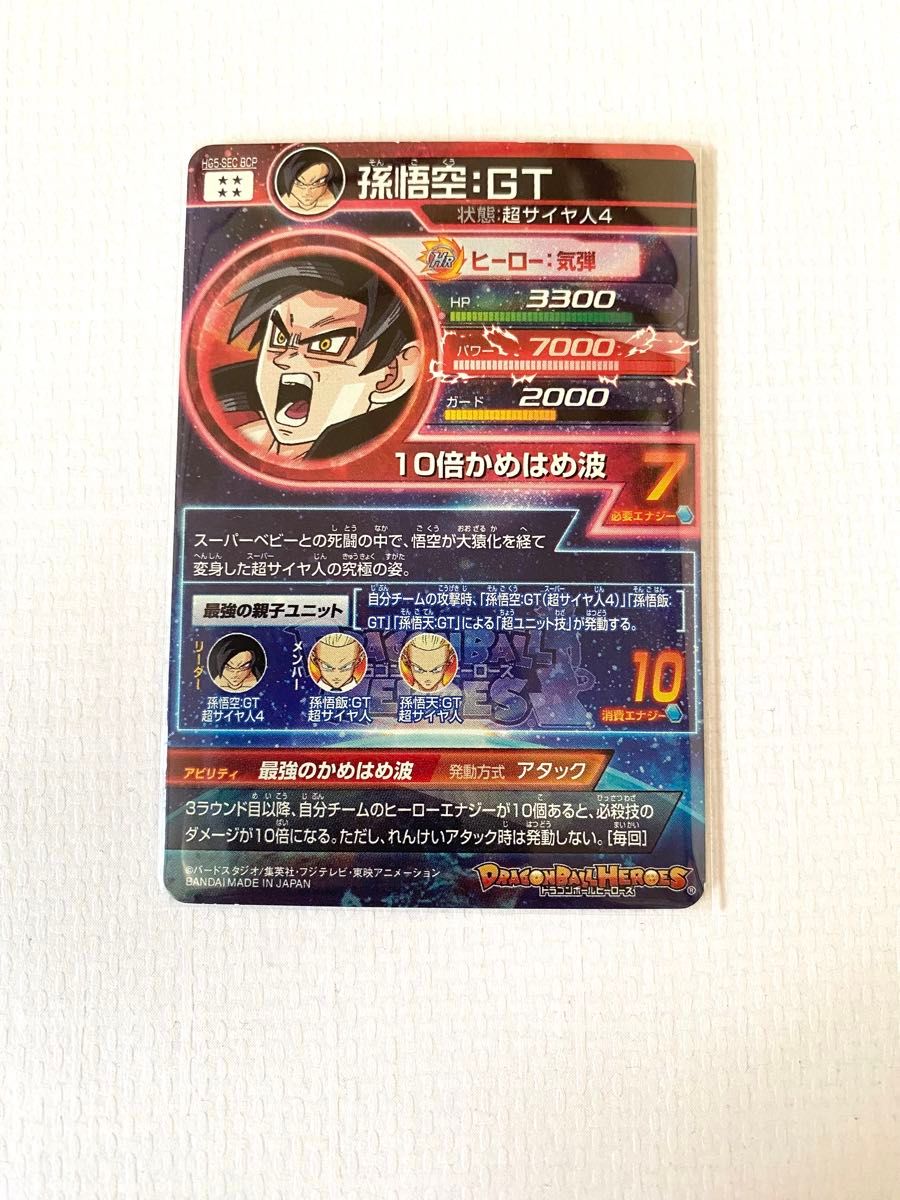 HG5-SEC BCP
孫悟空:GT
そん ご くう
状態:超サイヤ人4
HR
ヒーロー:気弾
HP 3300
パワー 7000
ガード 2000
10倍かめはめ波
7
必要エナジー
スーパーベビーとの死闘の中で、悟空が大猿化を経て
変身した超サイヤ人の究極の姿。
最強の親子ユニット
自分チームの攻撃時、「孫悟空:GT(超サイヤ人4)」「孫悟飯:
GT」「孫悟天:GT」による「超ユニット技」が発動する。
リーダー
孫悟空:GT
超サイヤ人4
メンバー
孫悟飯:GT
超サイヤ人
孫悟天:GT
超サイヤ人
10
消費エナジー
アビリティ 最強のかめはめ波 発動方式 アタック
3ラウンド目以降、自分チームのヒーローエナジーが10個あると、必殺技の
ダメージが10倍になる。ただし、れんけいアタック時は発動しない。[毎回]
©バードスタジオ/集英社・フジテレビ・東映アニメーション
BANDAI MADE IN JAPAN
DRAGONBALL HEROES
ドラゴンボールヒーローズ
®